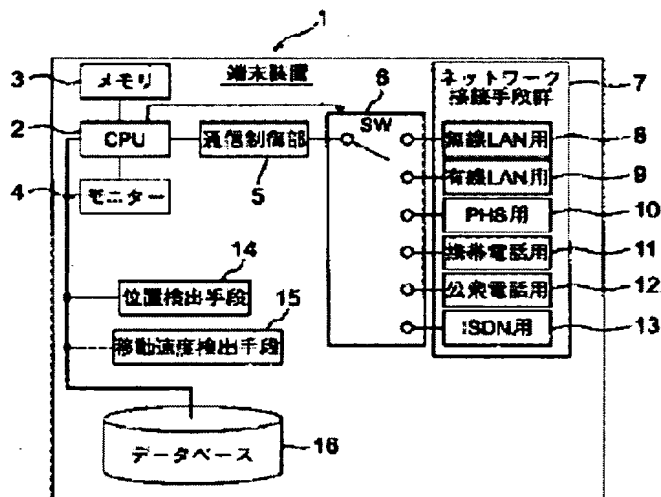 1
3
メモリ
端末装置
6
ネットワーク
接続手段群
7
2
CPU
通信制御部
SW
無線LAN用
8
4
モニター
5
有線LAN用
9
PHS用
10
14
携帯電話用
11
位置検出手段
15
公衆電話用
12
移動速度検出手段
ISDN用
13
データベース
16